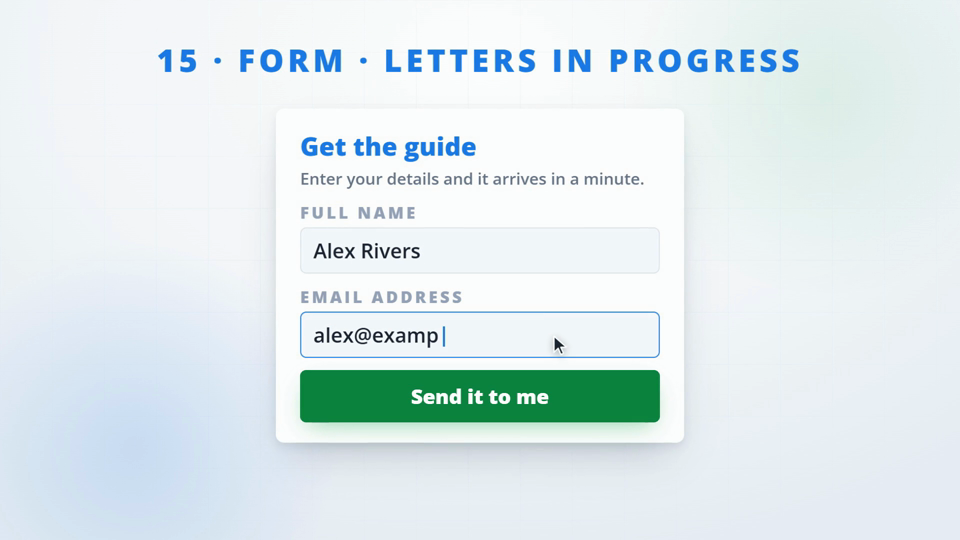 15 · FORM · LETTERS IN PROGRESS
Get the guide
Enter your details and it arrives in a minute.
FULL NAME
Alex Rivers
EMAIL ADDRESS
alex@examp
Send it to me